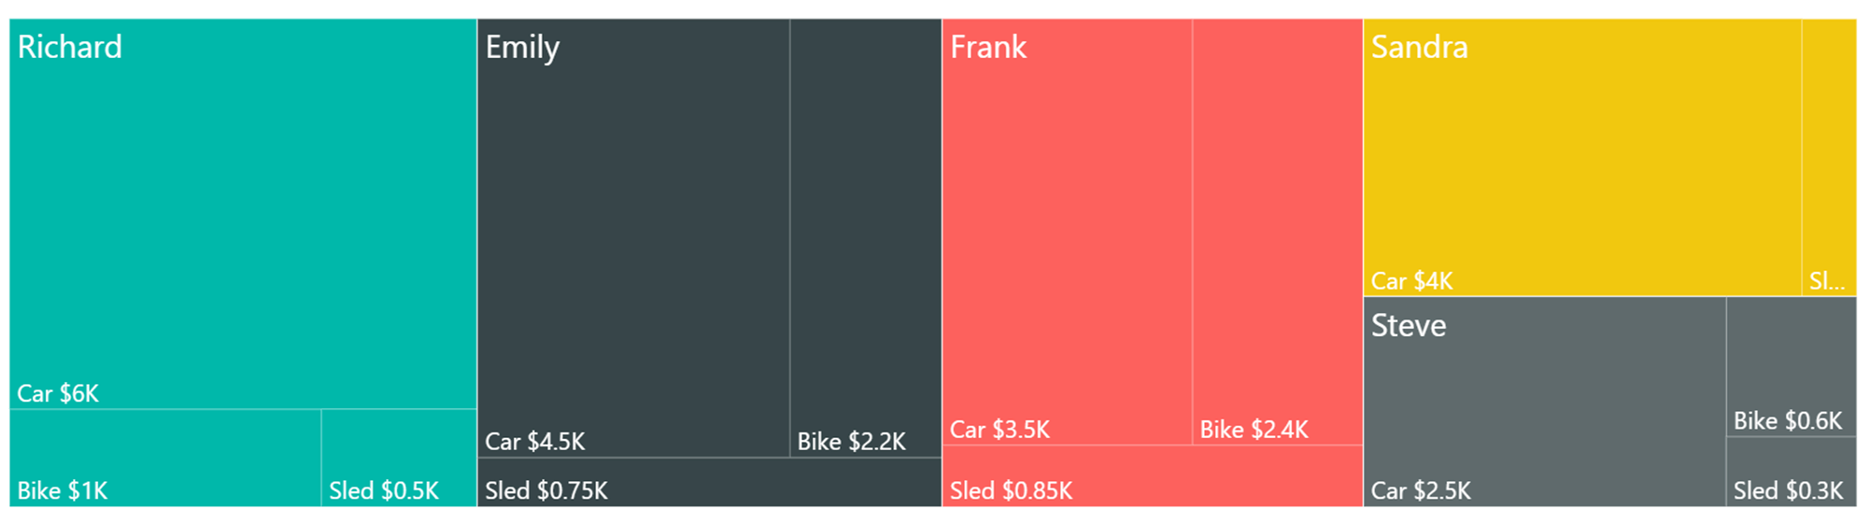 Richard
Car $6K
Bike $1K
Sled $0.5K
Emily
Car $4.5K
Bike $2.2K
Sled $0.75K
Frank
Car $3.5K
Bike $2.4K
Sled $0.85K
Sandra
Car $4K
Sl...
Steve
Car $2.5K
Bike $0.6K
Sled $0.3K